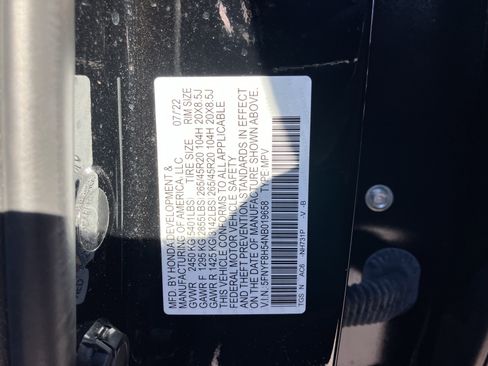 MFD. BY HONDA DEVELOPMENT &
MANUFACTURING OF AMERICA, LLC 07/22
TIRE SIZE RIM SIZE
GVWR 2450 KG (5401LBS)
GAWR F 1295 KG (2856LBS) 265/45R20 104H 20X8.5J
GAWR R 1425 KG (3142LBS) 265/45R20 104H 20X8.5J
THIS VEHICLE CONFORMS TO ALL APPLICABLE
FEDERAL MOTOR VEHICLE SAFETY
& THEFT PREVENTION STANDARDS IN EFFECT
ON THE DATE OF MANUFACTURE SHOWN ABOVE.
V.I.N. 5FNYF8H54NB019658 TYPE: MPV
TGS N AC6 -NH731P V -B